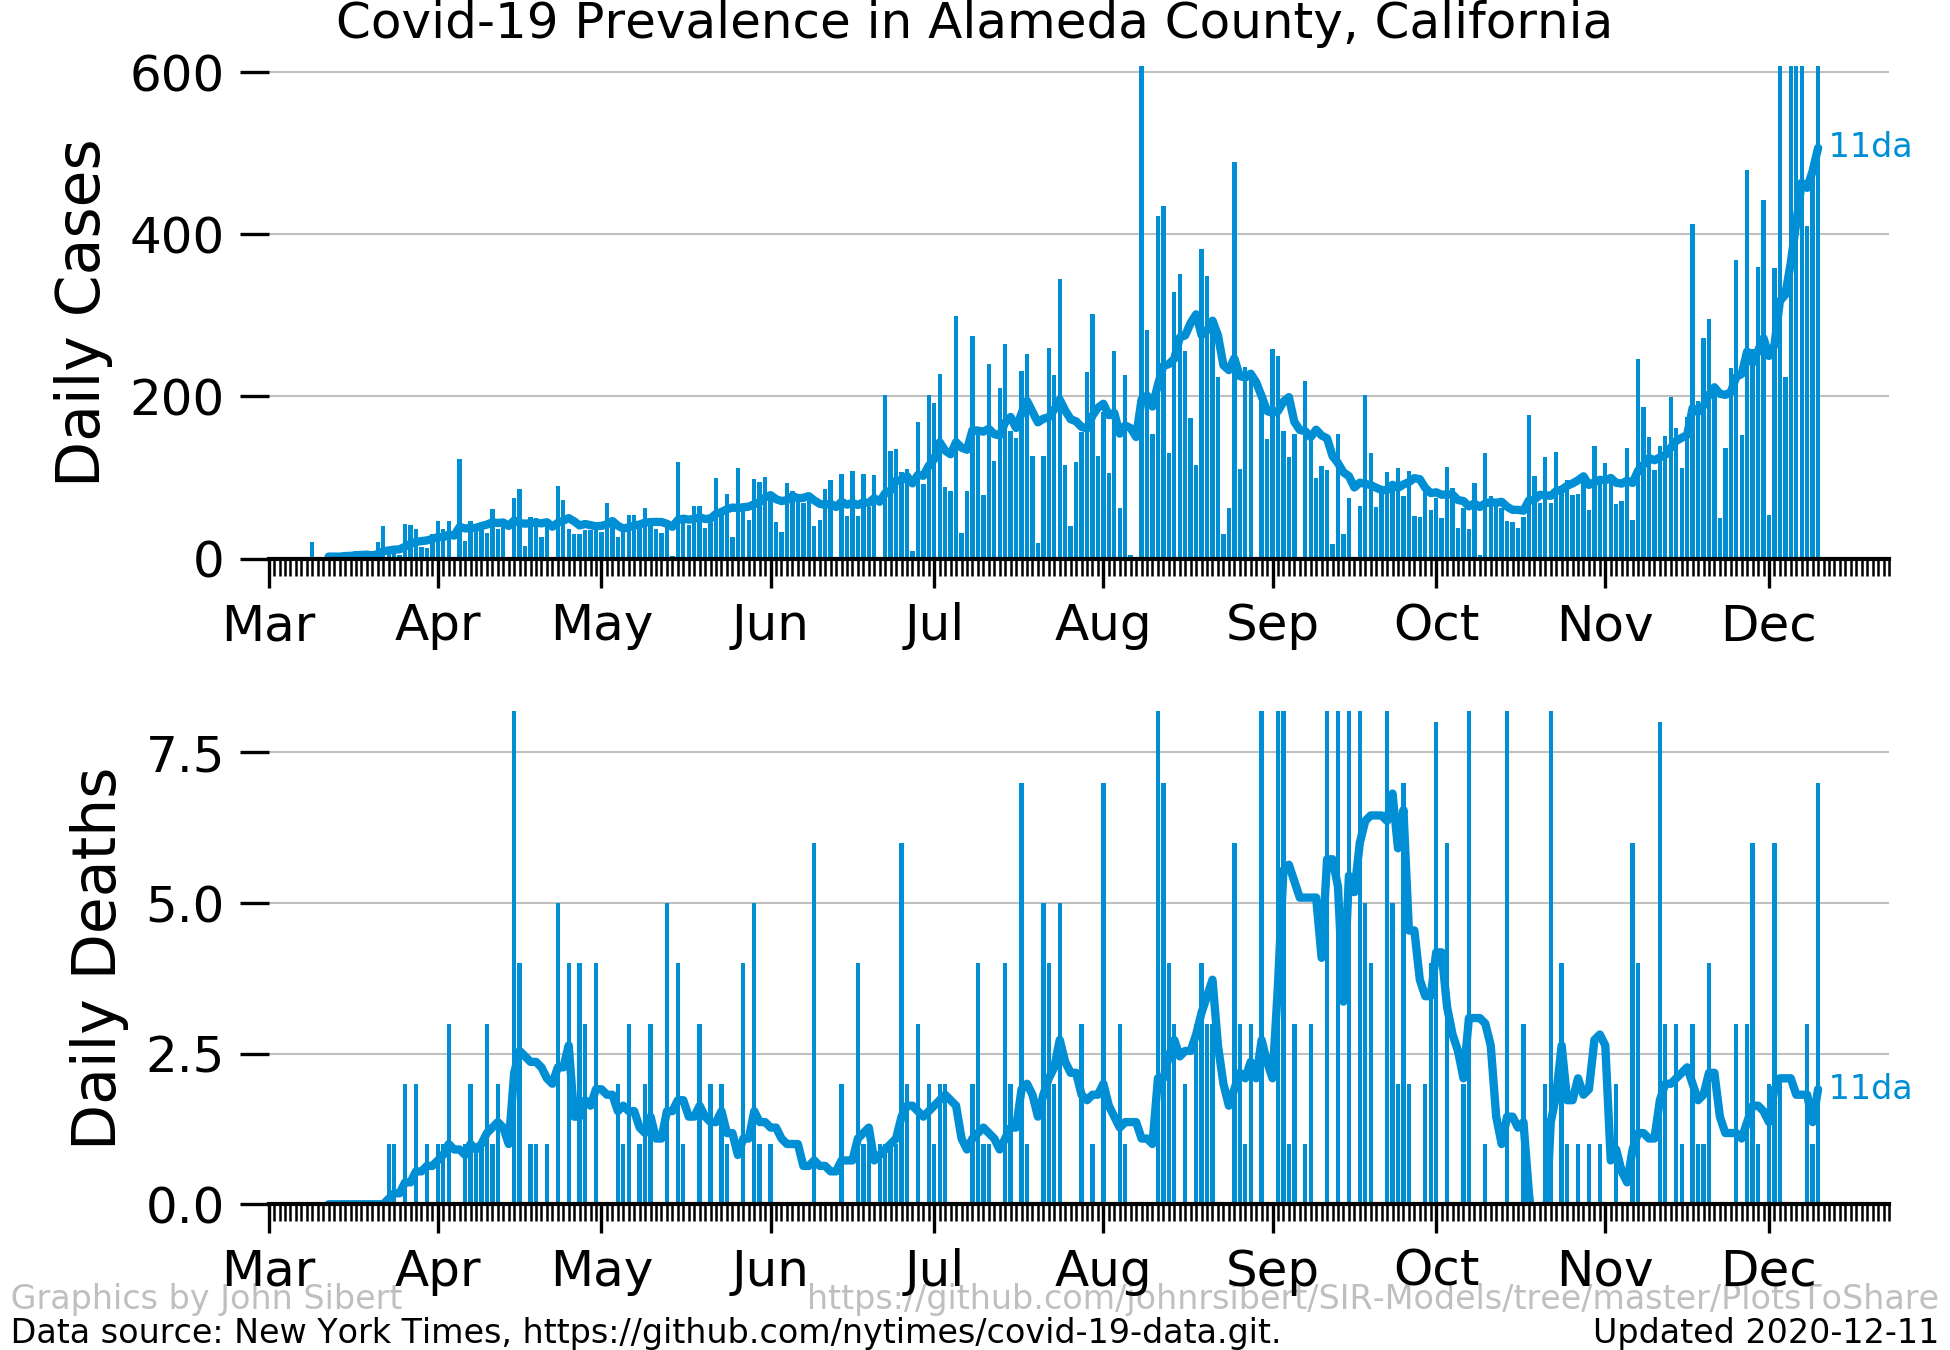 Covid-19 Prevalence in Alameda County, California
600
400
200
0
Daily Cases
11da
Mar Apr May Jun Jul Aug Sep Oct Nov Dec
7.5
5.0
2.5
0.0
Daily Deaths
11da
Mar Apr May Jun Jul Aug Sep Oct Nov Dec
Graphics by John Sibert https://github.com/johnrsibert/SIR-Models/tree/master/PlotsToShare
Data source: New York Times, https://github.com/nytimes/covid-19-data.git. Updated 2020-12-11